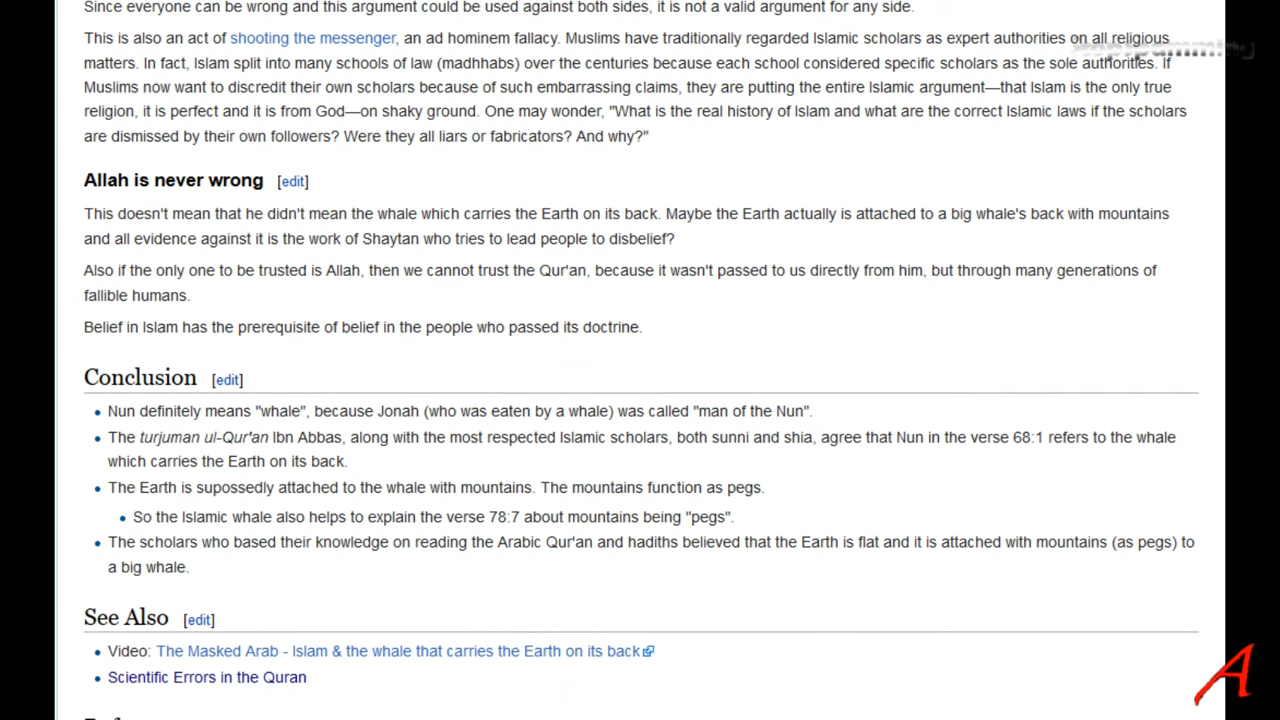 Since everyone can be wrong and this argument could be used against both sides, it is not a valid argument for any side.
This is also an act of shooting the messenger, an ad hominem fallacy. Muslims have traditionally regarded Islamic scholars as expert authorities on all religious
matters. In fact, Islam split into many schools of law (madhhabs) over the centuries because each school considered specific scholars as the sole authorities. If
Muslims now want to discredit their own scholars because of such embarrassing claims, they are putting the entire Islamic argument—that Islam is the only true
religion, it is perfect and it is from God—on shaky ground. One may wonder, "What is the real history of Islam and what are the correct Islamic laws if the scholars
are dismissed by their own followers? Were they all liars or fabricators? And why?"
Allah is never wrong [edit]
This doesn't mean that he didn't mean the whale which carries the Earth on its back. Maybe the Earth actually is attached to a big whale's back with mountains
and all evidence against it is the work of Shaytan who tries to lead people to disbelief?
Also if the only one to be trusted is Allah, then we cannot trust the Qur'an, because it wasn't passed to us directly from him, but through many generations of
fallible humans.
Belief in Islam has the prerequisite of belief in the people who passed its doctrine.
Conclusion [edit]
• Nun definitely means "whale", because Jonah (who was eaten by a whale) was called "man of the Nun".
• The turjuman ul-Qur'an Ibn Abbas, along with the most respected Islamic scholars, both sunni and shia, agree that Nun in the verse 68:1 refers to the whale
which carries the Earth on its back.
• The Earth is supossedly attached to the whale with mountains. The mountains function as pegs.
• So the Islamic whale also helps to explain the verse 78:7 about mountains being "pegs".
• The scholars who based their knowledge on reading the Arabic Qur'an and hadiths believed that the Earth is flat and it is attached with mountains (as pegs) to
a big whale.
See Also [edit]
• Video: The Masked Arab - Islam & the whale that carries the Earth on its back
• Scientific Errors in the Quran
A